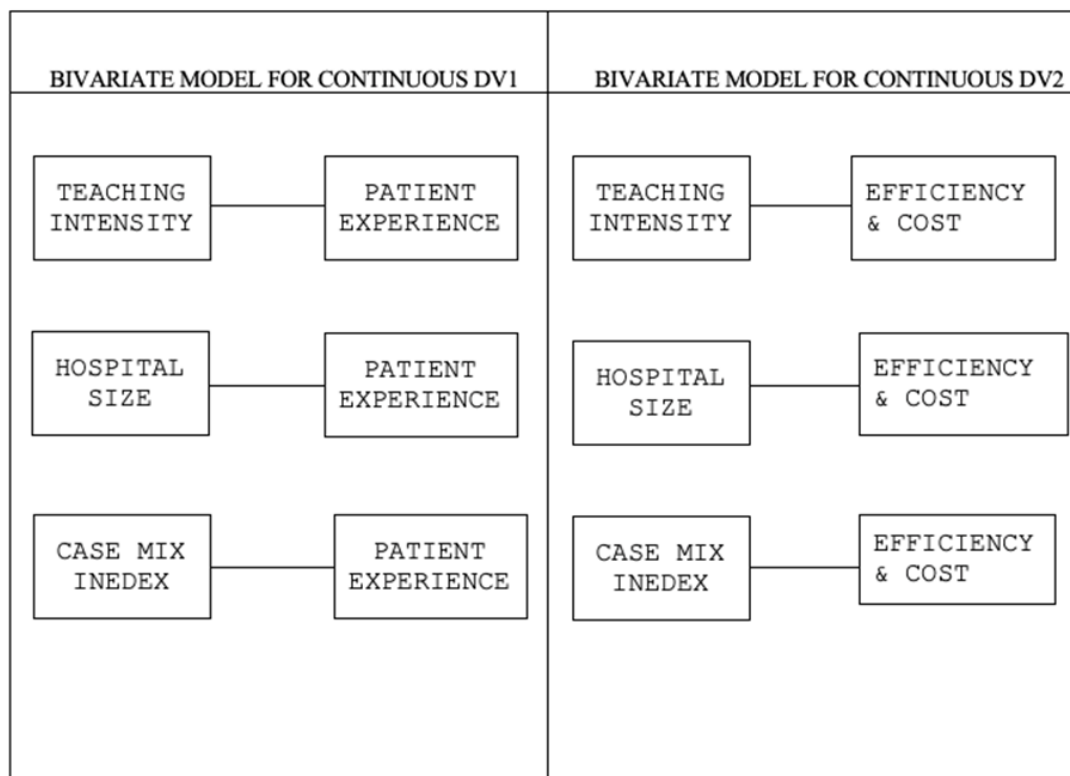 BIVARIATE MODEL FOR CONTINUOUS DV1
TEACHING
INTENSITY
PATIENT
EXPERIENCE
HOSPITAL
SIZE
PATIENT
EXPERIENCE
CASE MIX
INEDEX
PATIENT
EXPERIENCE
BIVARIATE MODEL FOR CONTINUOUS DV2
TEACHING
INTENSITY
EFFICIENCY
& COST
HOSPITAL
SIZE
EFFICIENCY
& COST
CASE MIX
INEDEX
EFFICIENCY
& COST